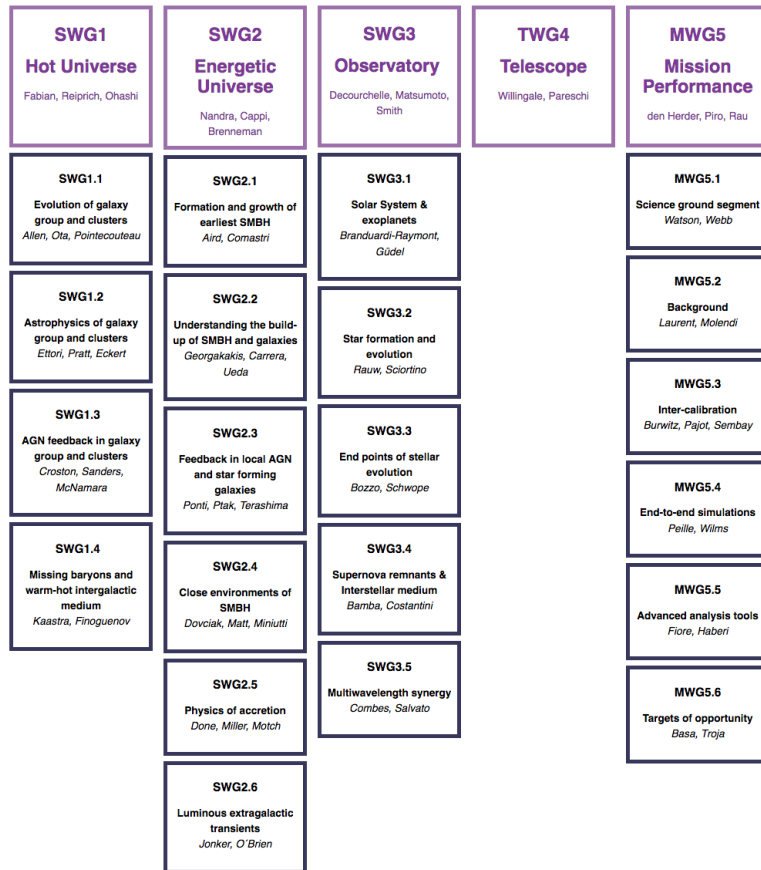 SWG1
Hot Universe
Fabian, Reiprich, Ohashi
SWG1.1
Evolution of galaxy
group and clusters
Allen, Ota, Pointecouteau
SWG1.2
Astrophysics of galaxy
group and clusters
Ettori, Pratt, Eckert
SWG1.3
AGN feedback in galaxy
group and clusters
Croston, Sanders,
McNamara
SWG1.4
Missing baryons and
warm-hot intergalactic
medium
Kaastra, Finoguenov
SWG2
Energetic
Universe
Nandra, Cappi,
Brenneman
SWG2.1
Formation and growth of
earliest SMBH
Aird, Comastri
SWG2.2
Understanding the build-
up of SMBH and galaxies
Georgakakis, Carrera,
Ueda
SWG2.3
Feedback in local AGN
and star forming
galaxies
Ponti, Ptak, Terashima
SWG2.4
Close environments of
SMBH
Dovciak, Matt, Miniutti
SWG2.5
Physics of accretion
Done, Miller, Motch
SWG2.6
Luminous extragalactic
transients
Jonker, O´Brien
SWG3
Observatory
Decourchelle, Matsumoto,
Smith
SWG3.1
Solar System &
exoplanets
Branduardi-Raymont,
Güdel
SWG3.2
Star formation and
evolution
Rauw, Sciortino
SWG3.3
End points of stellar
evolution
Bozzo, Schwope
SWG3.4
Supernova remnants &
Interstellar medium
Bamba, Costantini
SWG3.5
Multiwavelength synergy
Combes, Salvato
TWG4
Telescope
Willingale, Pareschi
MWG5
Mission
Performance
den Herder, Piro, Rau
MWG5.1
Science ground segment
Watson, Webb
MWG5.2
Background
Laurent, Molendi
MWG5.3
Inter-calibration
Burwitz, Pajot, Sembay
MWG5.4
End-to-end simulations
Peille, Wilms
MWG5.5
Advanced analysis tools
Fiore, Haberl
MWG5.6
Targets of opportunity
Basa, Troja